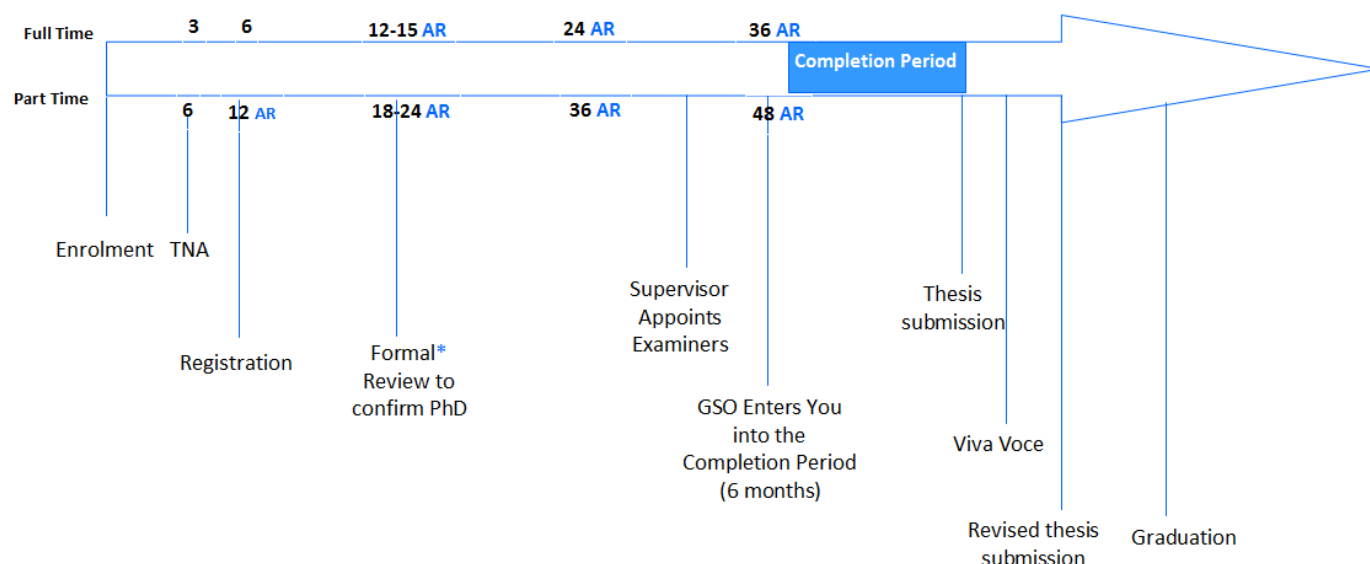 Full Time
3
6
12-15 AR
24 AR
36 AR
Completion Period
Part Time
6
12 AR
18-24 AR
36 AR
48 AR
Enrolment
TNA
Registration
Formal*
Review to
confirm PhD
Supervisor
Appoints
Examiners
GSO Enters You
into the
Completion Period
(6 months)
Thesis
submission
Viva Voce
Revised thesis
submission
Graduation